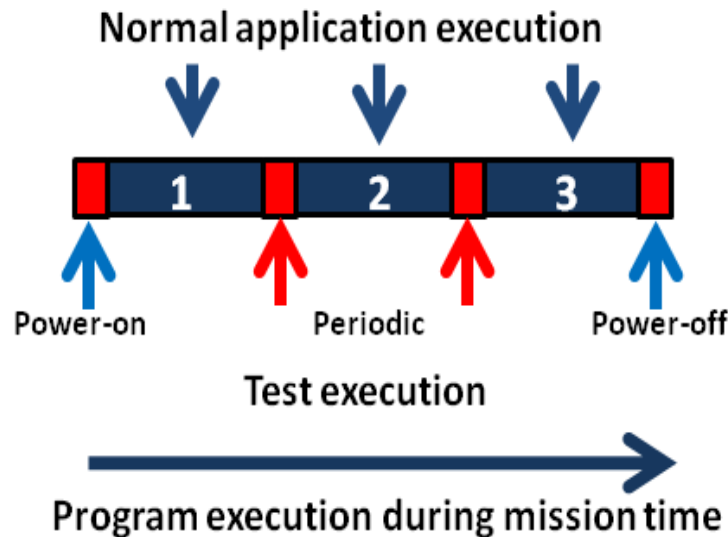 Normal application execution
1 2 3
Power-on Periodic Power-off
Test execution
Program execution during mission time